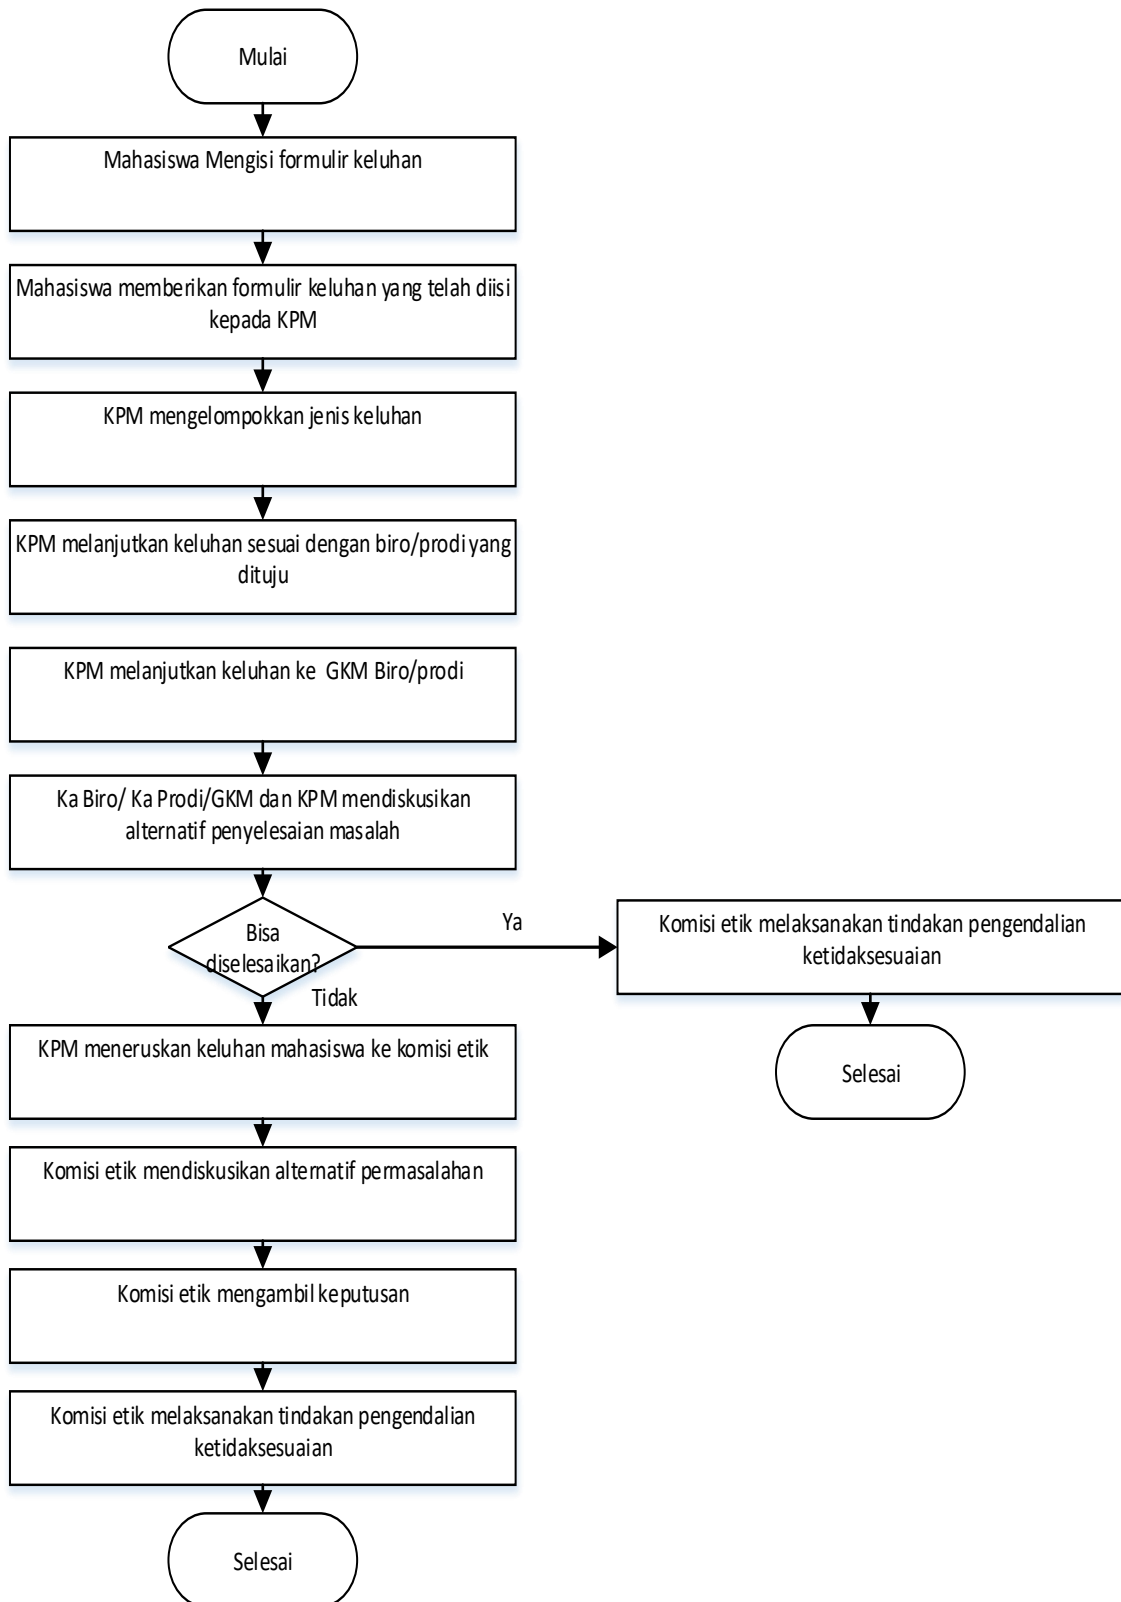 Mulai
Mahasiswa Mengisi formulir keluhan
Mahasiswa memberikan formulir keluhan yang telah diisi
kepada KPM
KPM mengelompokkan jenis keluhan
KPM melanjutkan keluhan sesuai dengan biro/prodi yang
dituju
KPM melanjutkan keluhan ke GKM Biro/prodi
Ka Biro/ Ka Prodi/GKM dan KPM mendiskusikan
alternatif penyelesaian masalah
Bisa
diselesaikan?
Ya
Komisi etik melaksanakan tindakan pengendalian
ketidaksesuaian
Selesai
Tidak
KPM meneruskan keluhan mahasiswa ke komisi etik
Komisi etik mendiskusikan alternatif permasalahan
Komisi etik mengambil keputusan
Komisi etik melaksanakan tindakan pengendalian
ketidaksesuaian
Selesai